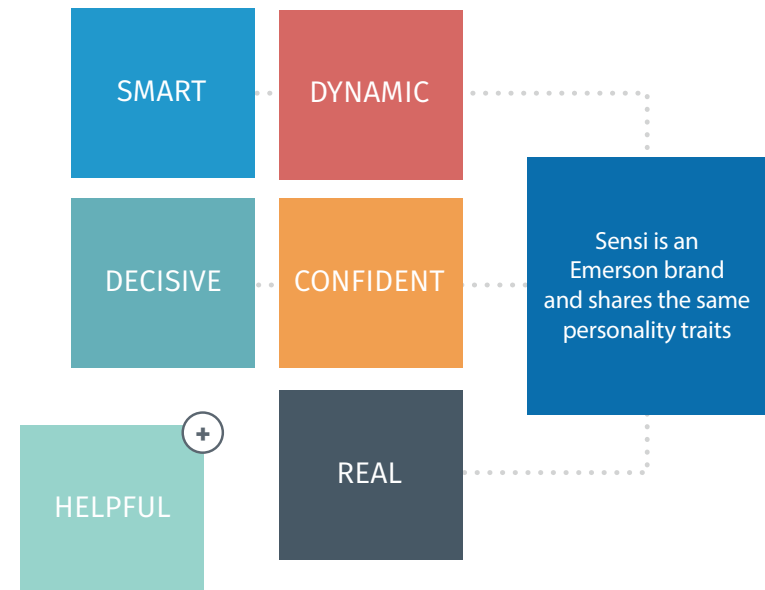 SMART
DYNAMIC
DECISIVE
CONFIDENT
Sensi is an
Emerson brand
and shares the same
personality traits
REAL
+
HELPFUL